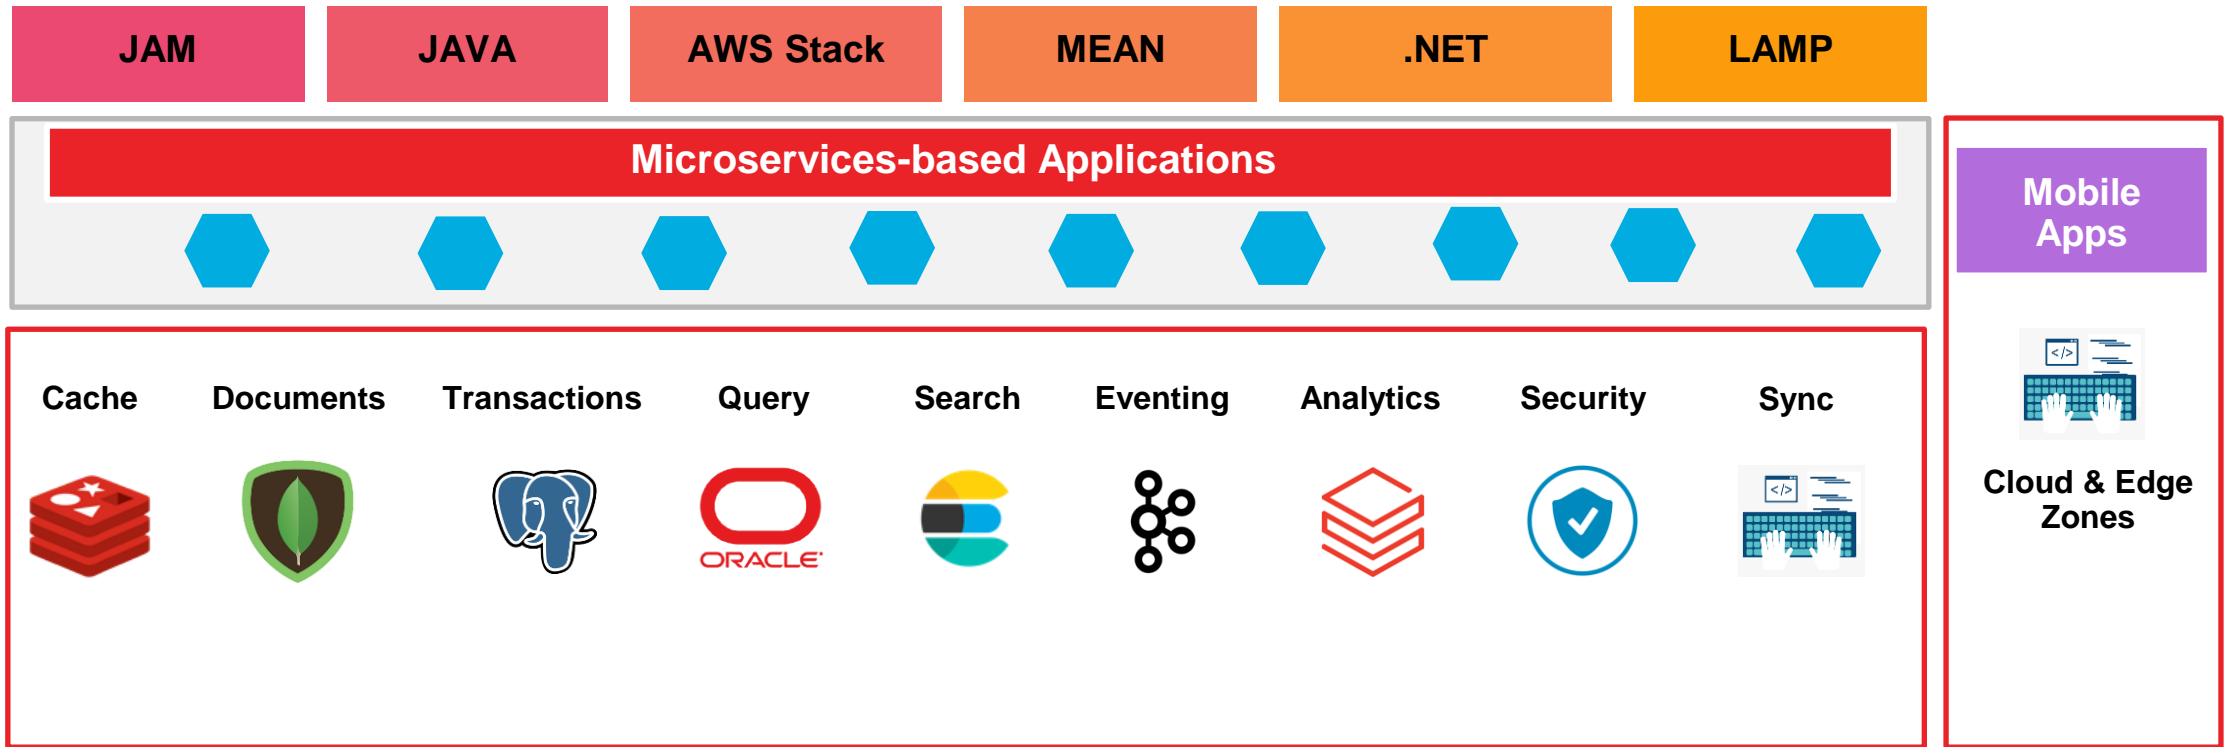 JAM JAVA AWS Stack MEAN .NET LAMP
Microservices-based Applications
Mobile
Apps
Cache Documents Transactions Query Search Eventing Analytics Security Sync
</>
</>
ORACLE
Cloud & Edge
Zones